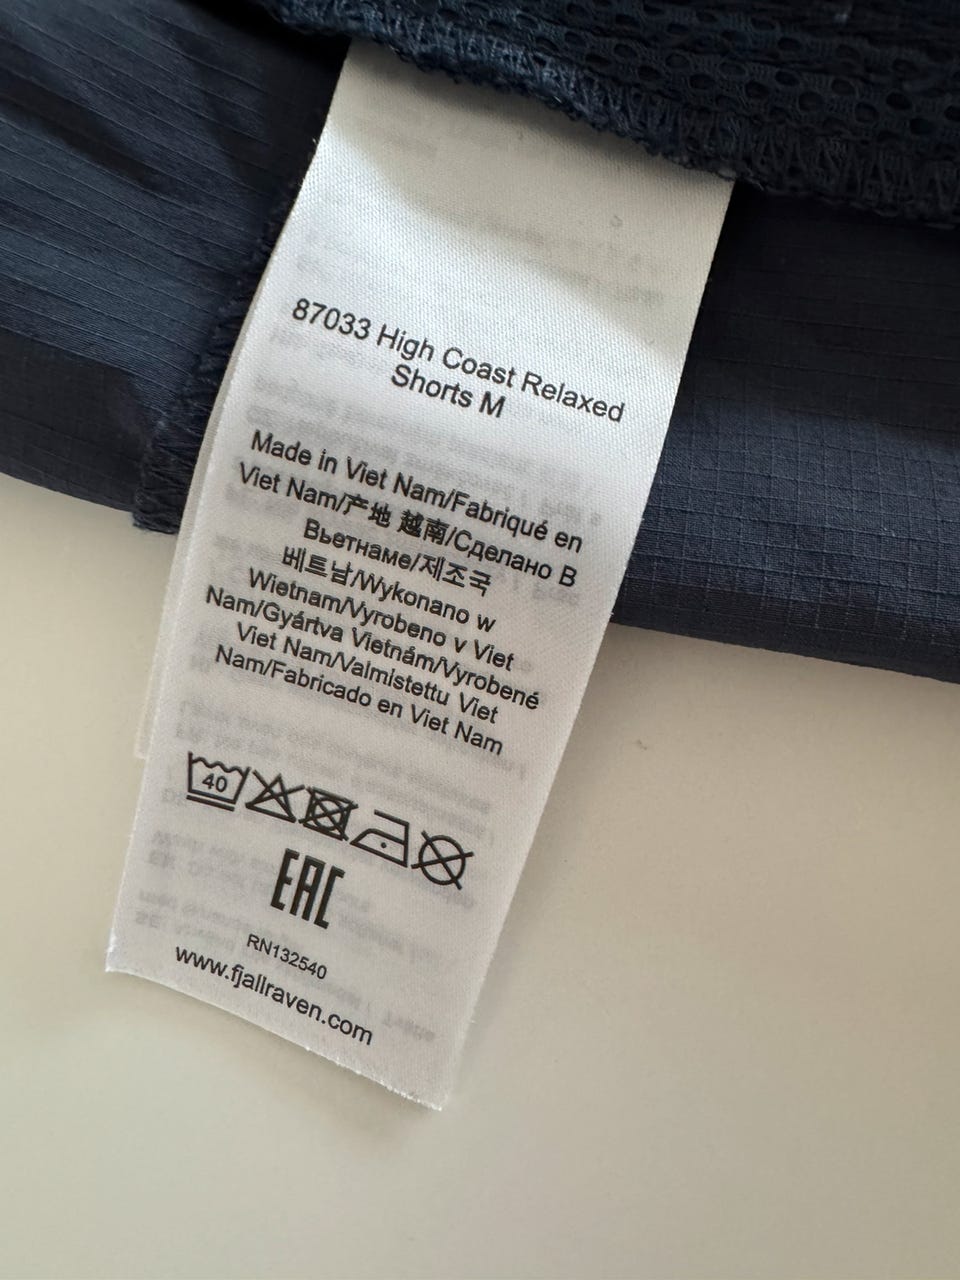 87033 High Coast Relaxed
Shorts M
Made in Viet Nam/Fabriqué en
Viet Nam/产地 越南/Сделано В
Вьетнаме/제조국
베트남/Wykonano w
Wietnam/Vyrobeno v Viet
Nam/Gyártva Vietnám/Vyrobené
Viet Nam/Valmistettu Viet
Nam/Fabricado en Viet Nam
40
EAC
RN132540
www.fjallraven.com